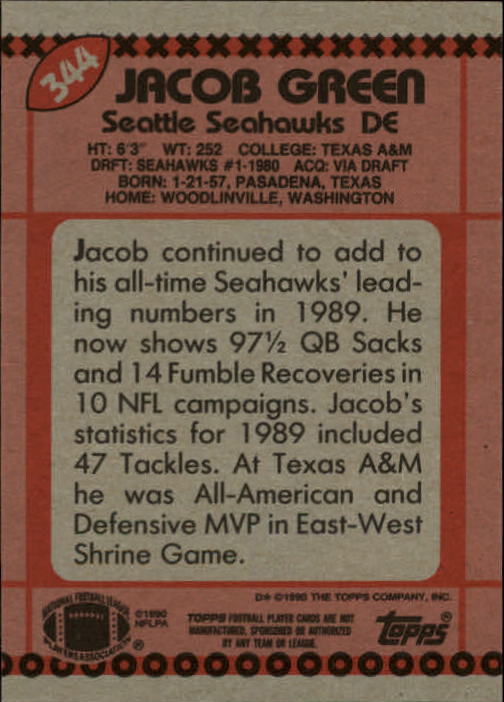 344
JACOB GREEN
Seattle Seahawks DE
HT: 6'3" WT: 252 COLLEGE: TEXAS A&M
DRFT: SEAHAWKS #1-1980 ACQ: VIA DRAFT
BORN: 1-21-57, PASADENA, TEXAS
HOME: WOODLINVILLE, WASHINGTON
Jacob continued to add to
his all-time Seahawks' lead-
ing numbers in 1989. He
now shows 97½ QB Sacks
and 14 Fumble Recoveries in
10 NFL campaigns. Jacob's
statistics for 1989 included
47 Tackles. At Texas A&M
he was All-American and
Defensive MVP in East-West
Shrine Game.
D* ©1990 THE TOPPS COMPANY, INC.
NATIONAL FOOTBALL LEAGUE
PLAYERS ASSOCIATION ®
©1990
NFLPA
TOPPS FOOTBALL PLAYER CARDS ARE NOT
MANUFACTURED, SPONSORED OR AUTHORIZED
BY ANY TEAM OR LEAGUE.
topps ®